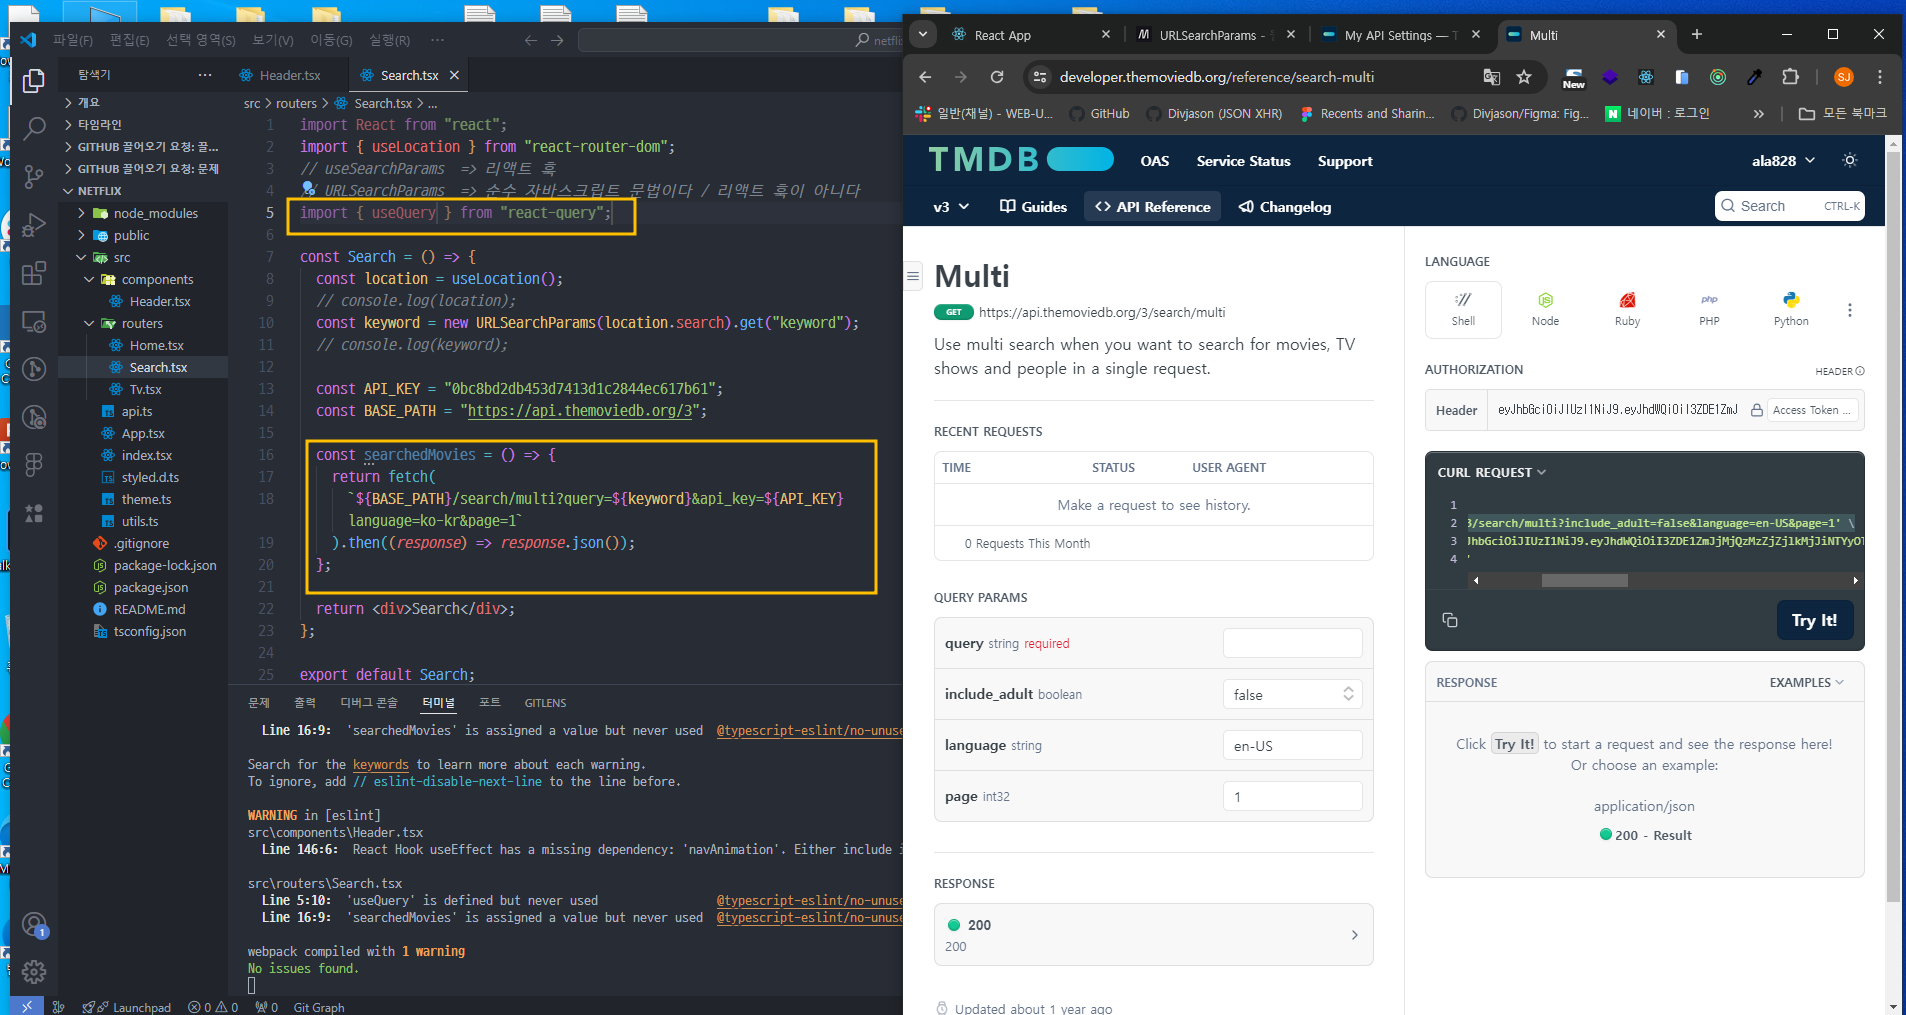 파일(F) 편집(E) 선택 영역(S) 보기(V) 이동(G) 실행(R) ···
netfli
탐색기 ···
Header.tsx
Search.tsx
src > routers > Search.tsx > ...
개요
타임라인
GITHUB 끌어오기 요청: 끌...
GITHUB 끌어오기 요청: 문제
NETFLIX
node_modules
public
src
components
Header.tsx
routers
Home.tsx
Search.tsx
Tv.tsx
api.ts
App.tsx
index.tsx
styled.d.ts
theme.ts
utils.ts
.gitignore
package-lock.json
package.json
README.md
tsconfig.json
1 import React from "react";
2 import { useLocation } from "react-router-dom";
3 // useSearchParams => 리액트 훅
4 // URLSearchParams => 순수 자바스크립트 문법이다 / 리액트 훅이 아니다
5 import { useQuery } from "react-query";
6
7 const Search = () => {
8 const location = useLocation();
9 // console.log(location);
10 const keyword = new URLSearchParams(location.search).get("keyword");
11 // console.log(keyword);
12
13 const API_KEY = "0bc8bd2db453d7413d1c2844ec617b61";
14 const BASE_PATH = "https://api.themoviedb.org/3";
15
16 const searchedMovies = () => {
17 return fetch(
18 `${BASE_PATH}/search/multi?query=${keyword}&api_key=${API_KEY}
language=ko-kr&page=1`
19 ).then((response) => response.json());
20 };
21
22 return <div>Search</div>;
23 };
24
25 export default Search;
문제 출력 디버그 콘솔 터미널 포트 GITLENS
Line 16:9: 'searchedMovies' is assigned a value but never used @typescript-eslint/no-unuse
Search for the keywords to learn more about each warning.
To ignore, add // eslint-disable-next-line to the line before.
WARNING in [eslint]
src\components\Header.tsx
Line 146:6: React Hook useEffect has a missing dependency: 'navAnimation'. Either include i
src\routers\Search.tsx
Line 5:10: 'useQuery' is defined but never used @typescript-eslint/no-unuse
Line 16:9: 'searchedMovies' is assigned a value but never used @typescript-eslint/no-unuse
webpack compiled with 1 warning
No issues found.
1
Launchpad 0 0 0 Git Graph
React App
URLSearchParams -
My API Settings — T
Multi
developer.themoviedb.org/reference/search-multi
New
SJ
일반(채널) - WEB-U...
GitHub
Divjason (JSON XHR)
Recents and Sharin...
Divjason/Figma: Fig...
네이버 : 로그인
모든 북마크
TMDB OAS Service Status Support ala828
v3 Guides API Reference Changelog Search CTRL-K
Multi
GET https://api.themoviedb.org/3/search/multi
Use multi search when you want to search for movies, TV
shows and people in a single request.
RECENT REQUESTS
TIME STATUS USER AGENT
Make a request to see history.
0 Requests This Month
QUERY PARAMS
query string required
include_adult boolean false
language string en-US
page int32 1
RESPONSE
200
200
Updated about 1 year ago
LANGUAGE
Shell Node Ruby PHP Python
AUTHORIZATION HEADER
Header eyJhbGciOiJIUzI1NiJ9.eyJhdWQiOiI3ZDE1ZmJ Access Token ...
CURL REQUEST
1
2 3/search/multi?include_adult=false&language=en-US&page=1' \
3 JhbGciOiJIUzI1NiJ9.eyJhdWQiOiI3ZDE1ZmJjMjQzMzZjZjlkMjJiNTYyOT
4 '
Try It!
RESPONSE EXAMPLES
Click Try It! to start a request and see the response here!
Or choose an example:
application/json
200 - Result